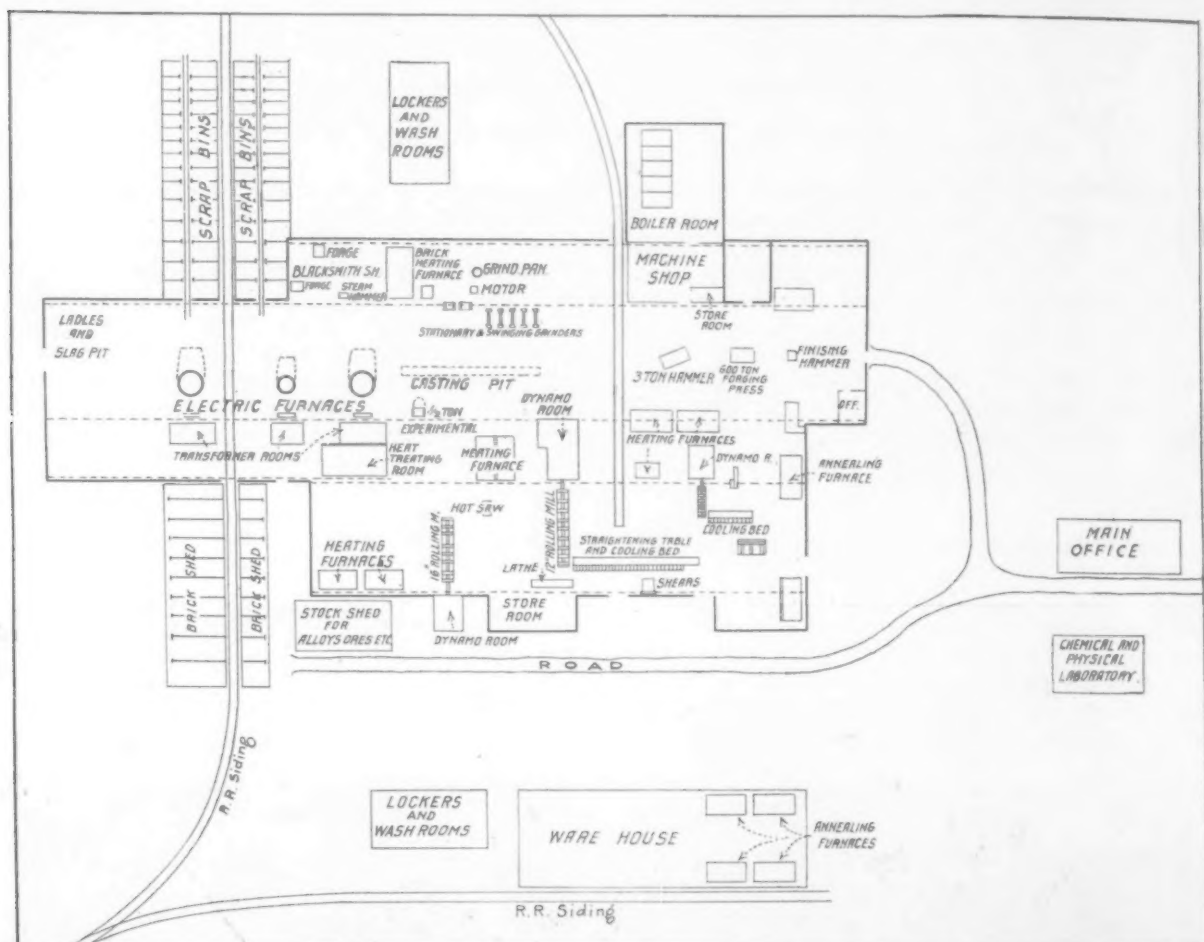 SCRAP BINS
SCRAP BINS
LOCKERS
AND
WASH
ROOMS
BOILER ROOM
MACHINE
SHOP
STORE
ROOM
FORGE
BLACKSMITH SH.
FORGE
STEAM
HAMMER
BRICK
HEATING
FURNACE
GRIND PAN
MOTOR
STATIONARY & SWINGING GRINDERS
LADLES
AND
SLAG PIT
ELECTRIC FURNACES
CASTING PIT
1/2 TON
EXPERIMENTAL
DYNAMO
ROOM
3 TON HAMMER
600 TON
FORGING
PRESS
FINISING
HAMMER
OFF.
TRANSFORMER ROOMS
HEAT
TREATING
ROOM
HEATING
FURNACE
HEATING FURNACES
DYNAMO R.
ANNEALING
FURNACE
HOT SAW
16" ROLLING M.
12" ROLLING MILL
STRAIGHTENING TABLE
AND COOLING BED
COOLING BED
HEATING
FURNACES
LATHE
SHEARS
STORE
ROOM
STOCK SHED
FOR
ALLOYS ORES ETC.
DYNAMO ROOM
BRICK SHED
BRICK SHED
MAIN
OFFICE
CHEMICAL AND
PHYSICAL
LABORATORY.
ROAD
R.R. Siding
LOCKERS
AND
WASH ROOMS
WARE HOUSE
ANNEALING
FURNACES
R.R. Siding